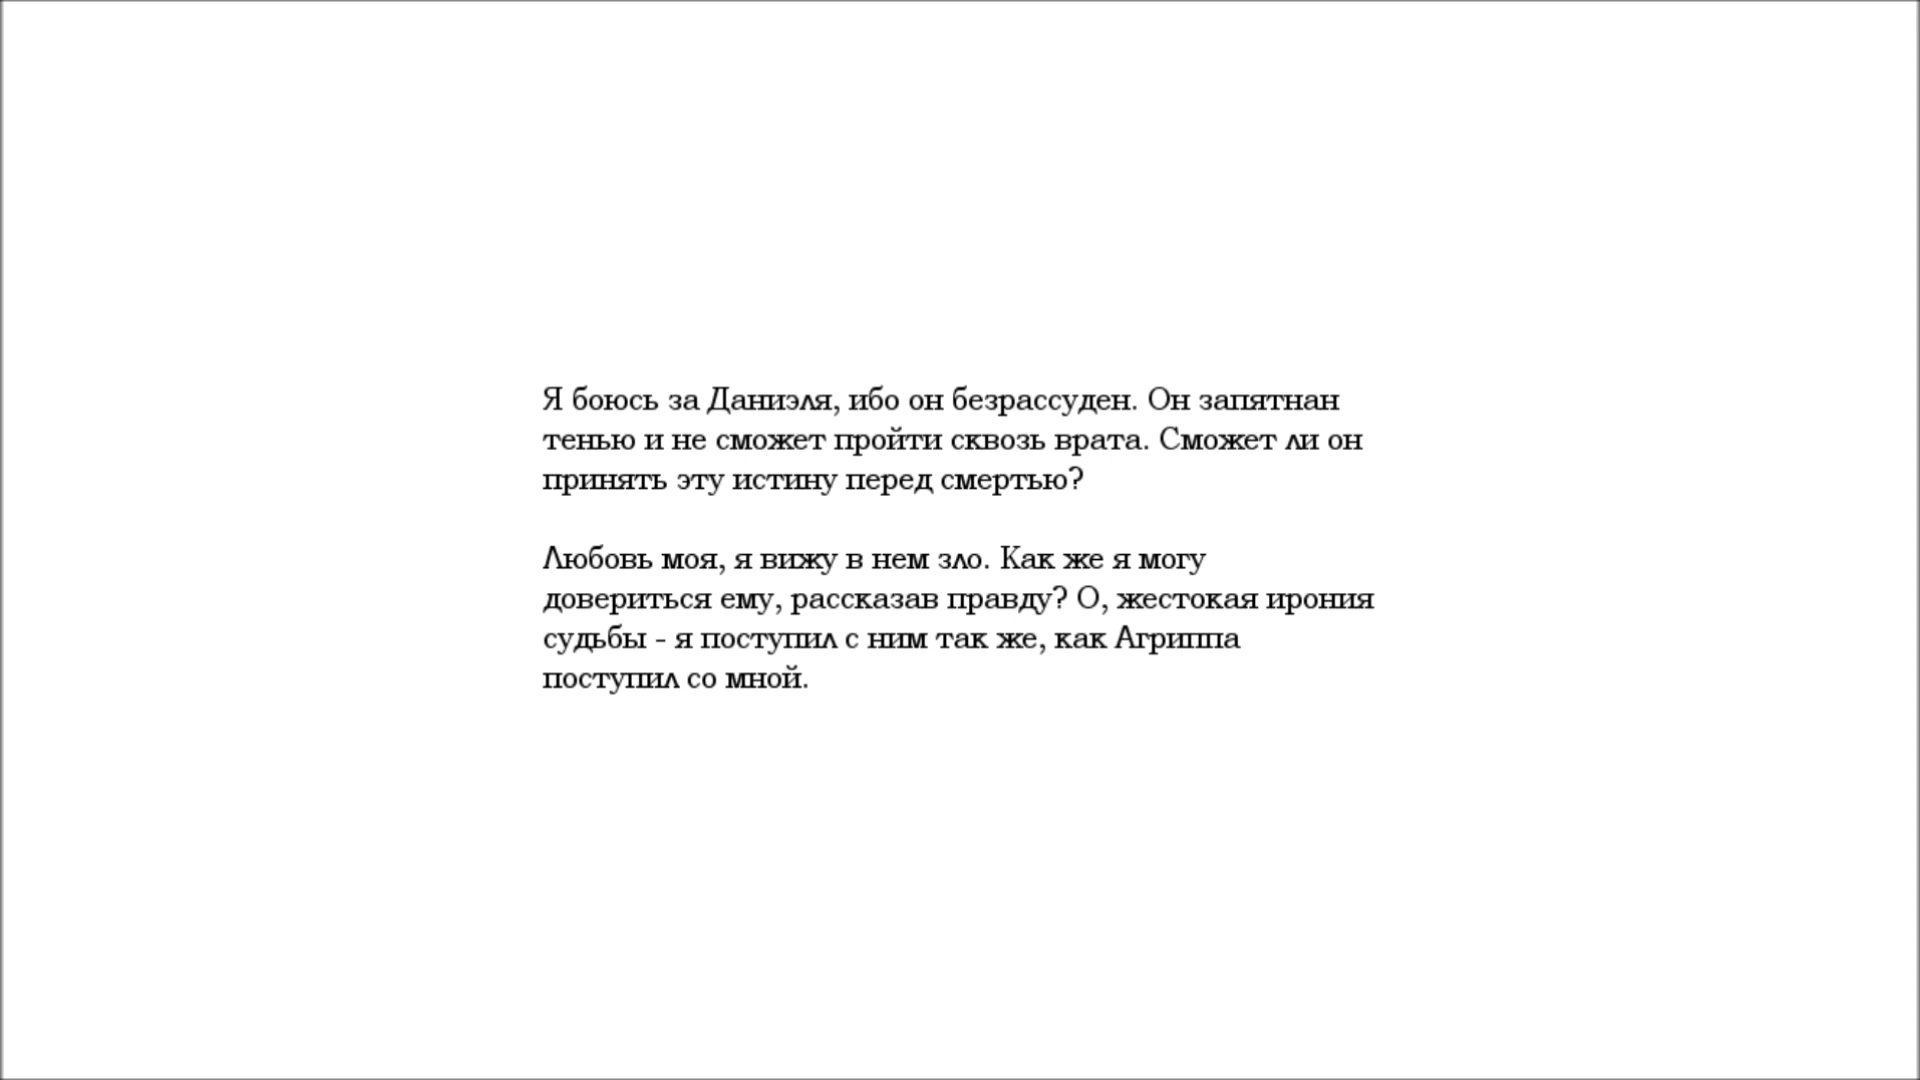 Я боюсь за Даниэля, ибо он безрассуден. Он запятнан
тенью и не сможет пройти сквозь врата. Сможет ли он
принять эту истину перед смертью?
Любовь моя, я вижу в нем зло. Как же я могу
довериться ему, рассказав правду? О, жестокая ирония
судьбы - я поступил с ним так же, как Агриппа
поступил со мной.